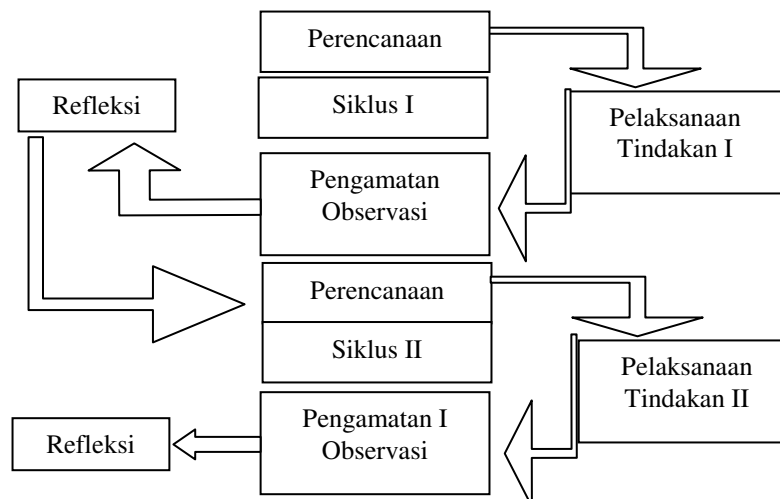 Perencanaan
Refleksi
Siklus I
Pelaksanaan
Tindakan I
Pengamatan
Observasi
Perencanaan
Siklus II
Pelaksanaan
Tindakan II
Pengamatan I
Observasi
Refleksi